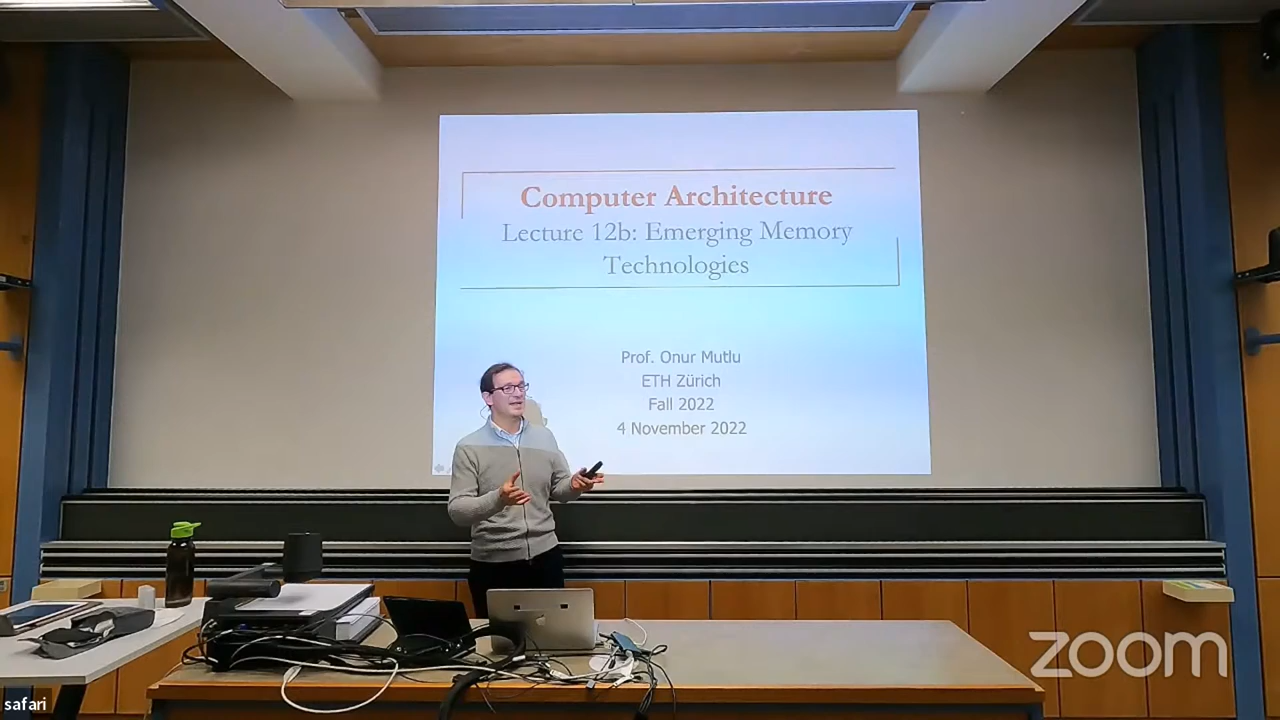 Computer Architecture
Lecture 12b: Emerging Memory
Technologies
Prof. Onur Mutlu
ETH Zürich
Fall 2022
4 November 2022
zoom
safari